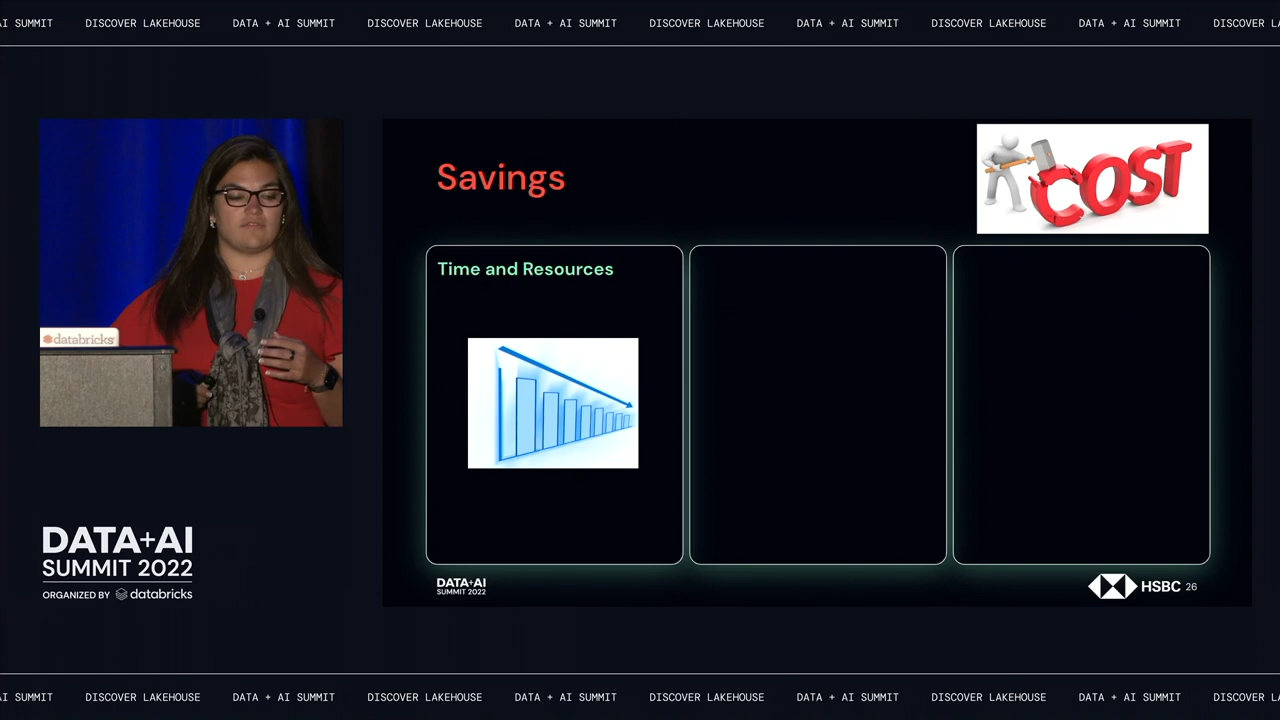 AI SUMMIT DISCOVER LAKEHOUSE DATA + AI SUMMIT DISCOVER LAKEHOUSE DATA + AI SUMMIT DISCOVER LAKEHOUSE DATA + AI SUMMIT DISCOVER LAKEHOUSE DATA + AI SUMMIT DISCOVER LA
Savings
COST
Time and Resources
databricks
DATA+AI
SUMMIT 2022
ORGANIZED BY databricks
DATA+AI
SUMMIT 2022
HSBC 26
AI SUMMIT DISCOVER LAKEHOUSE DATA + AI SUMMIT DISCOVER LAKEHOUSE DATA + AI SUMMIT DISCOVER LAKEHOUSE DATA + AI SUMMIT DISCOVER LAKEHOUSE DATA + AI SUMMIT DISCOVER LA